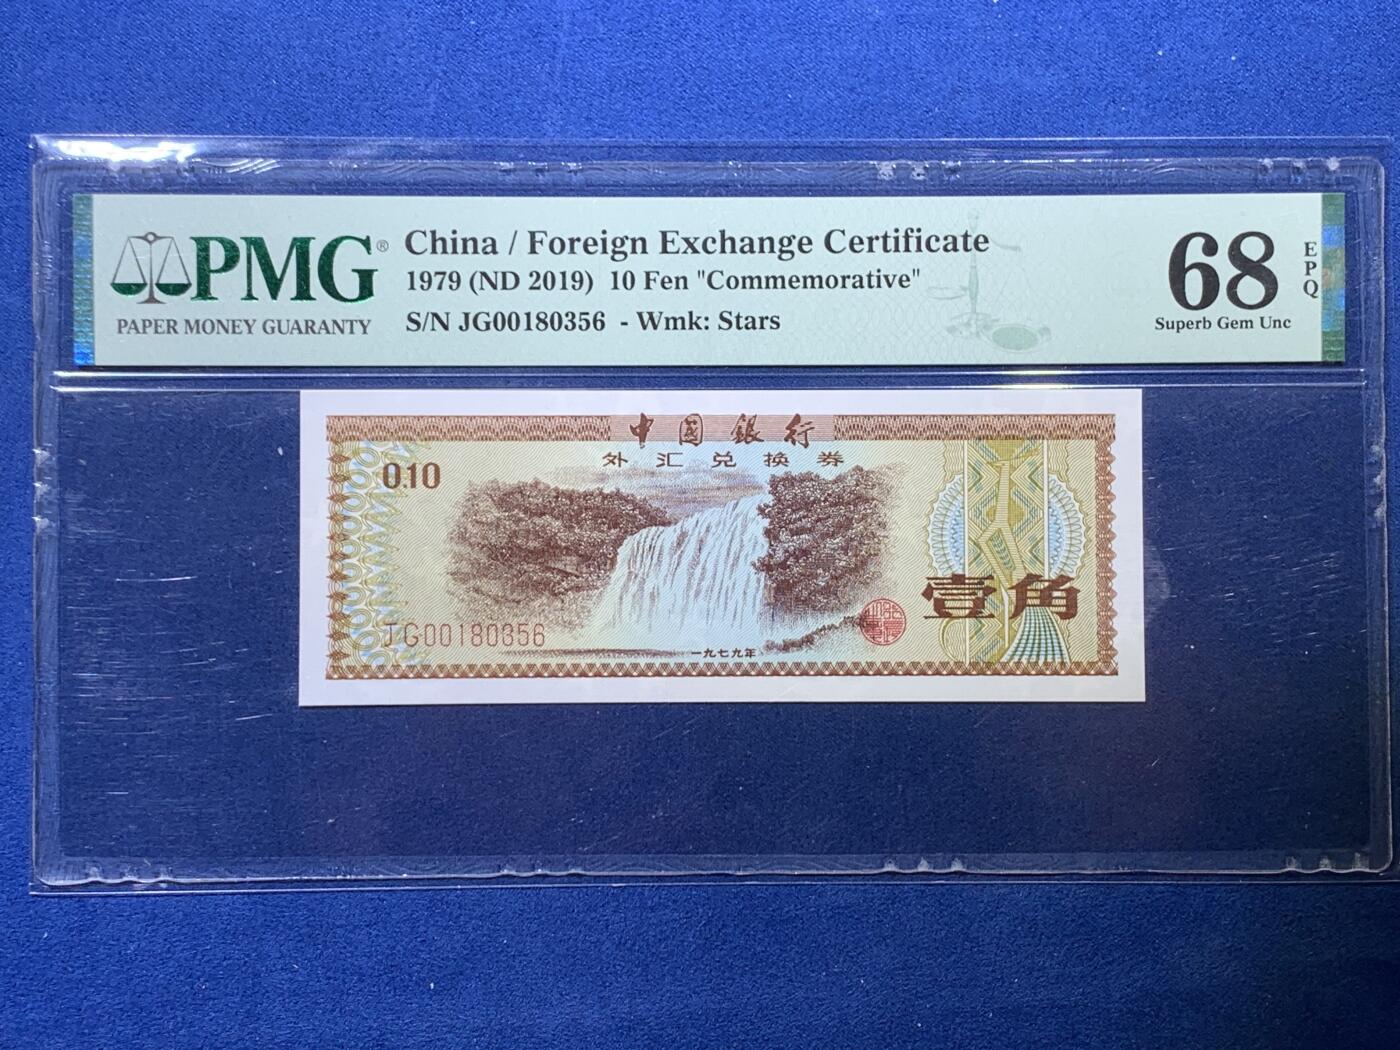 PMG®
PAPER MONEY GUARANTY
China / Foreign Exchange Certificate
1979 (ND 2019) 10 Fen "Commemorative"
S/N JG00180356 - Wmk: Stars
68
EPQ
Superb Gem Unc
中國銀行
外汇兑换券
0.10
壹角
JG00180356
一九七九年